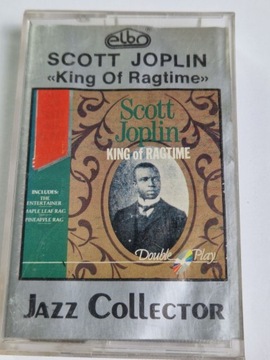 elbo
SCOTT JOPLIN
«King Of Ragtime»
Scott
Joplin
KING of RAGTIME
INCLUDES:
THE
ENTERTAINER
MAPLE LEAF RAG
PINEAPPLE RAG
Double Play
JAZZ COLLECTOR